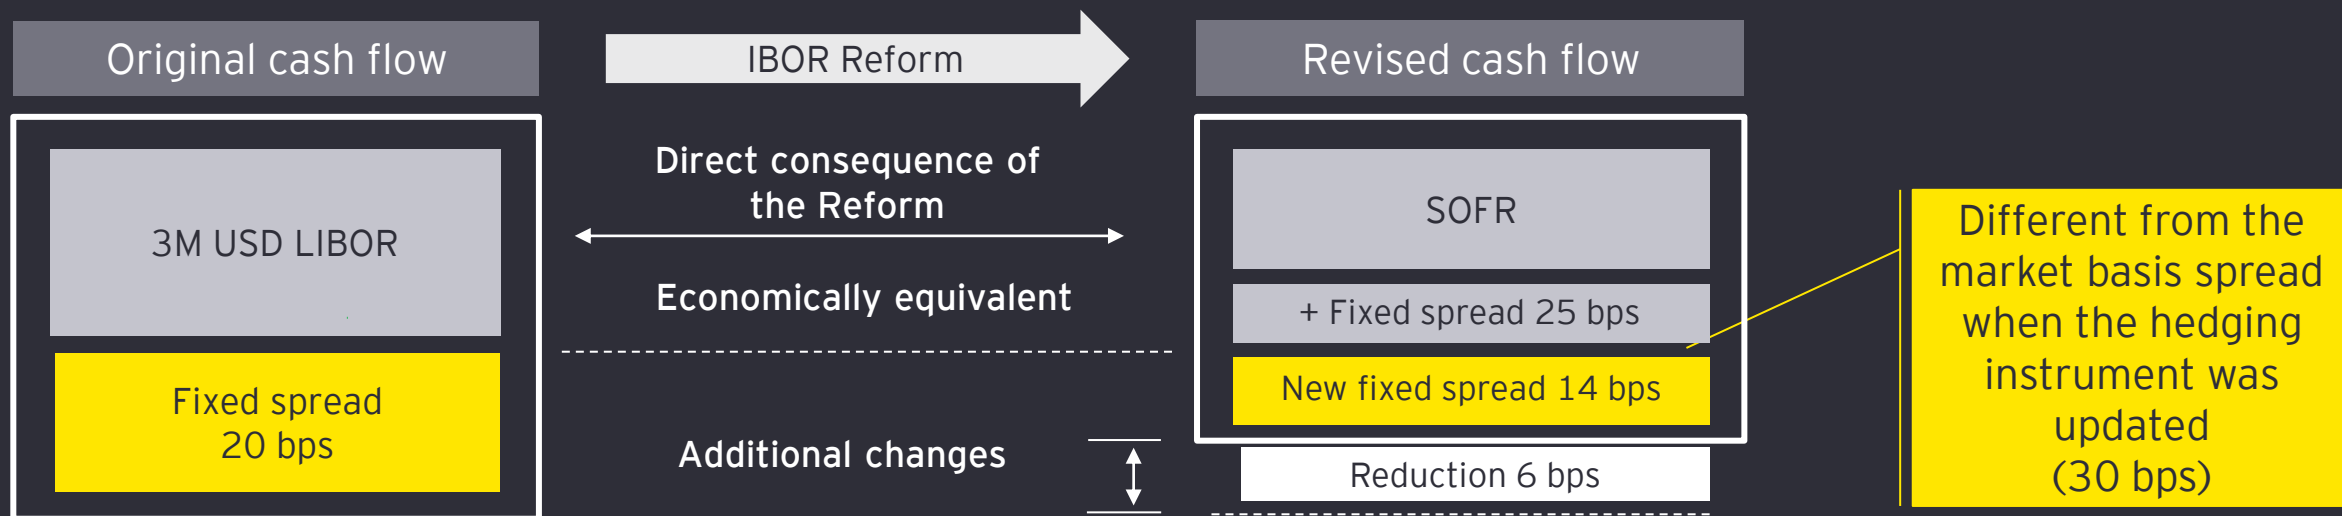 Original cash flow
IBOR Reform
Revised cash flow
3M USD LIBOR
Fixed spread
20 bps
Direct consequence of
the Reform
Economically equivalent
Additional changes
SOFR
+ Fixed spread 25 bps
New fixed spread 14 bps
Reduction 6 bps
Different from the
market basis spread
when the hedging
instrument was
updated
(30 bps)